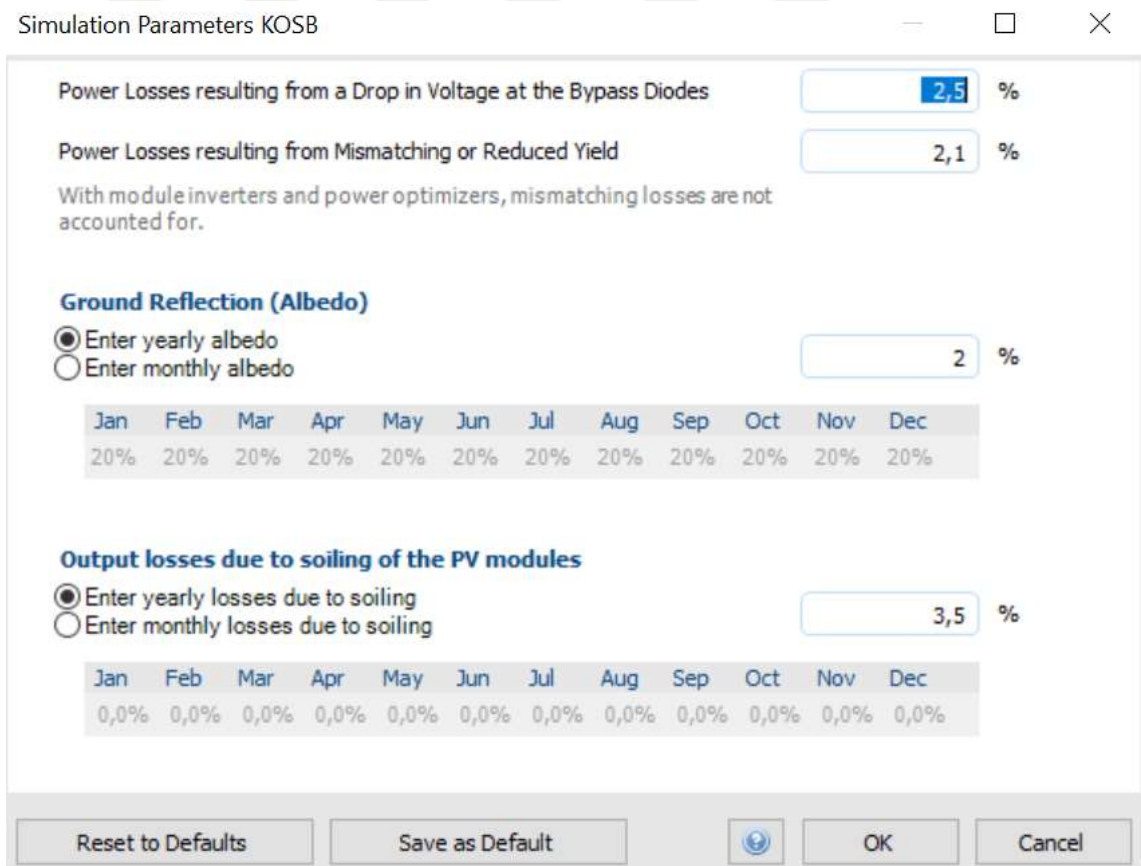 Simulation Parameters KOSB
Power Losses resulting from a Drop in Voltage at the Bypass Diodes 2,5 %
Power Losses resulting from Mismatching or Reduced Yield 2,1 %
With module inverters and power optimizers, mismatching losses are not
accounted for.
Ground Reflection (Albedo)
Enter yearly albedo 2 %
Enter monthly albedo
Jan Feb Mar Apr May Jun Jul Aug Sep Oct Nov Dec
20% 20% 20% 20% 20% 20% 20% 20% 20% 20% 20% 20%
Output losses due to soiling of the PV modules
Enter yearly losses due to soiling 3,5 %
Enter monthly losses due to soiling
Jan Feb Mar Apr May Jun Jul Aug Sep Oct Nov Dec
0,0% 0,0% 0,0% 0,0% 0,0% 0,0% 0,0% 0,0% 0,0% 0,0% 0,0% 0,0%
Reset to Defaults Save as Default ? OK Cancel